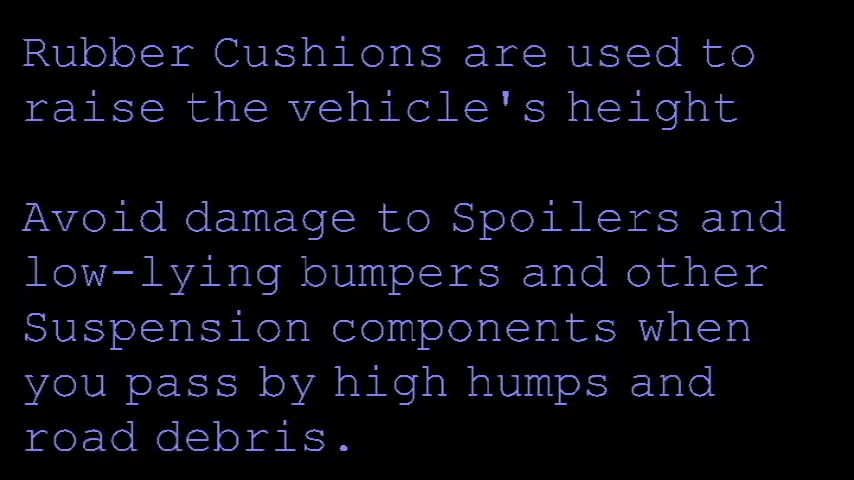 Rubber Cushions are used to
raise the vehicle's height
Avoid damage to Spoilers and
low-lying bumpers and other
Suspension components when
you pass by high humps and
road debris.